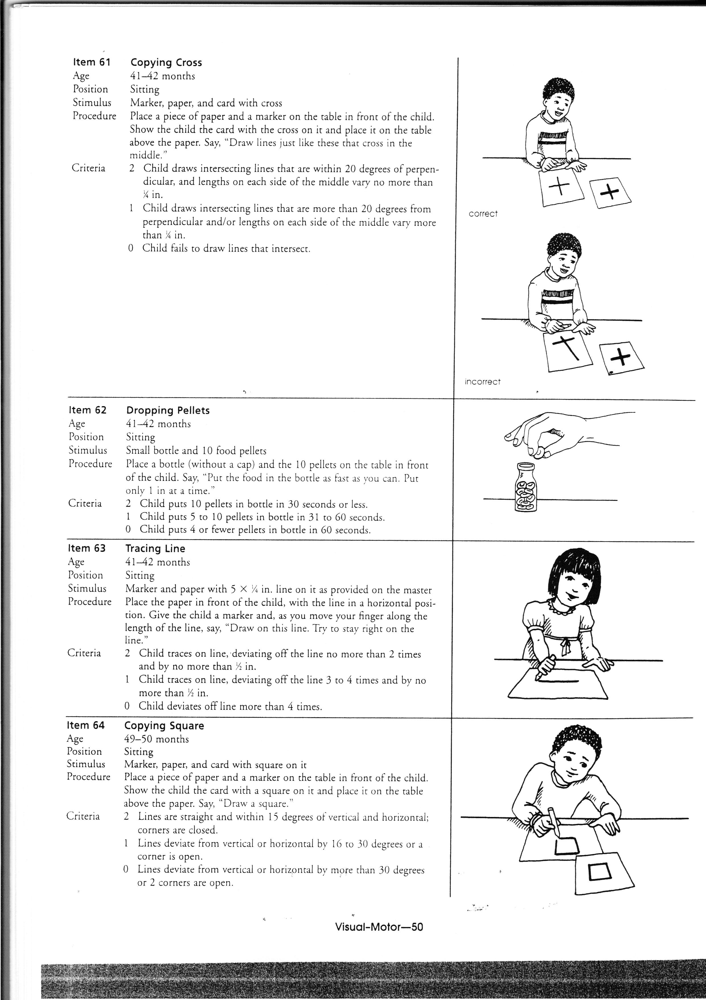 Item 61 Copying Cross
Age 41–42 months
Position Sitting
Stimulus Marker, paper, and card with cross
Procedure Place a piece of paper and a marker on the table in front of the child.
Show the child the card with the cross on it and place it on the table
above the paper. Say, “Draw lines just like these that cross in the
middle.”
Criteria 2 Child draws intersecting lines that are within 20 degrees of perpen-
dicular, and lengths on each side of the middle vary no more than
¼ in.
1 Child draws intersecting lines that are more than 20 degrees from
perpendicular and/or lengths on each side of the middle vary more
than ¼ in.
0 Child fails to draw lines that intersect.
correct
incorrect
Item 62 Dropping Pellets
Age 41–42 months
Position Sitting
Stimulus Small bottle and 10 food pellets
Procedure Place a bottle (without a cap) and the 10 pellets on the table in front
of the child. Say, “Put the food in the bottle as fast as you can. Put
only 1 in at a time.”
Criteria 2 Child puts 10 pellets in bottle in 30 seconds or less.
1 Child puts 5 to 10 pellets in bottle in 31 to 60 seconds.
0 Child puts 4 or fewer pellets in bottle in 60 seconds.
Item 63 Tracing Line
Age 41–42 months
Position Sitting
Stimulus Marker and paper with 5 × ¼ in. line on it as provided on the master
Procedure Place the paper in front of the child, with the line in a horizontal posi-
tion. Give the child a marker and, as you move your finger along the
length of the line, say, “Draw on this line. Try to stay right on the
line.”
Criteria 2 Child traces on line, deviating off the line no more than 2 times
and by no more than ½ in.
1 Child traces on line, deviating off the line 3 to 4 times and by no
more than ½ in.
0 Child deviates off line more than 4 times.
Item 64 Copying Square
Age 49–50 months
Position Sitting
Stimulus Marker, paper, and card with square on it
Procedure Place a piece of paper and a marker on the table in front of the child.
Show the child the card with a square on it and place it on the table
above the paper. Say, “Draw a square.”
Criteria 2 Lines are straight and within 15 degrees of vertical and horizontal;
corners are closed.
1 Lines deviate from vertical or horizontal by 16 to 30 degrees or a
corner is open.
0 Lines deviate from vertical or horizontal by more than 30 degrees
or 2 corners are open.
Visual-Motor—50